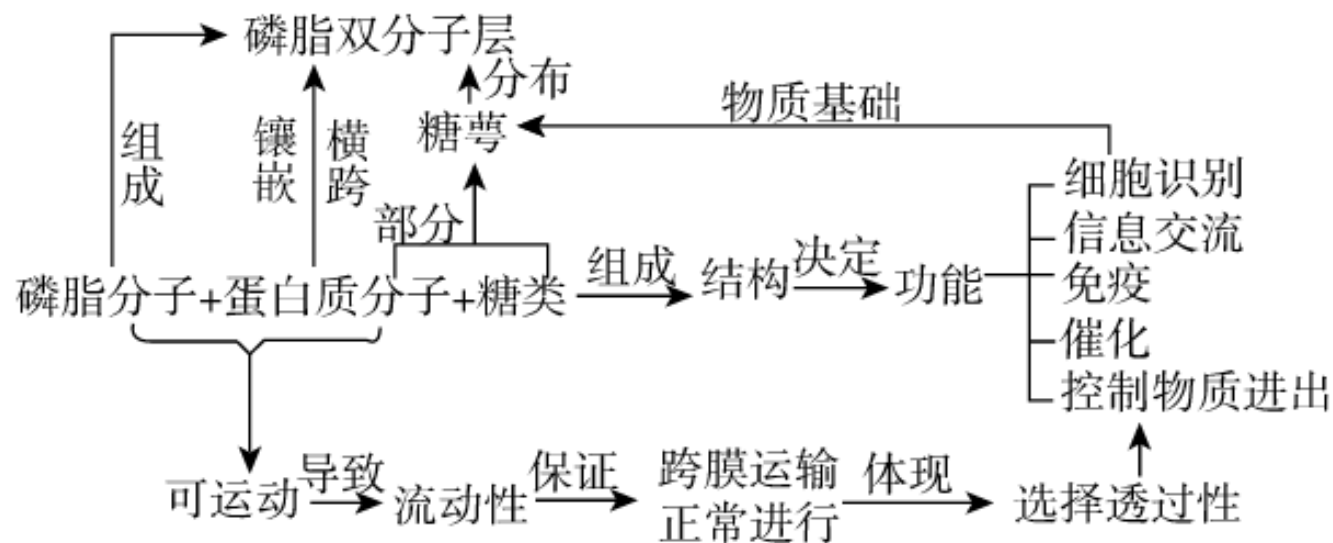 磷脂双分子层
分布
物质基础
组成
镶嵌
横跨
糖萼
细胞识别
部分
信息交流
组成
决定
磷脂分子+蛋白质分子+糖类
结构
功能
免疫
催化
控制物质进出
导致
保证
跨膜运输
体现
可运动
流动性
正常进行
选择透过性